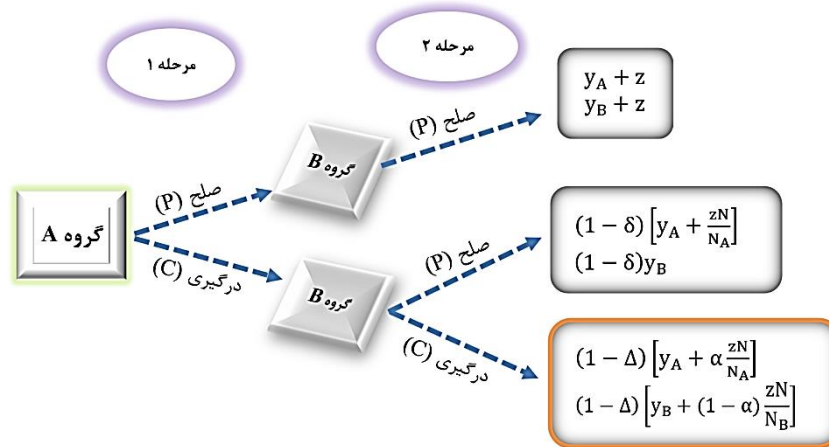 مرحله ۱
مرحله ۲
گروه A
صلح (P)
درگیری (C)
گروه B
گروه B
صلح (P)
صلح (P)
درگیری (C)
y_A + z
y_B + z
(1 − δ) [y_A + zN/N_A]
(1 − δ)y_B
(1 − Δ) [y_A + α zN/N_A]
(1 − Δ) [y_B + (1 − α) zN/N_B]